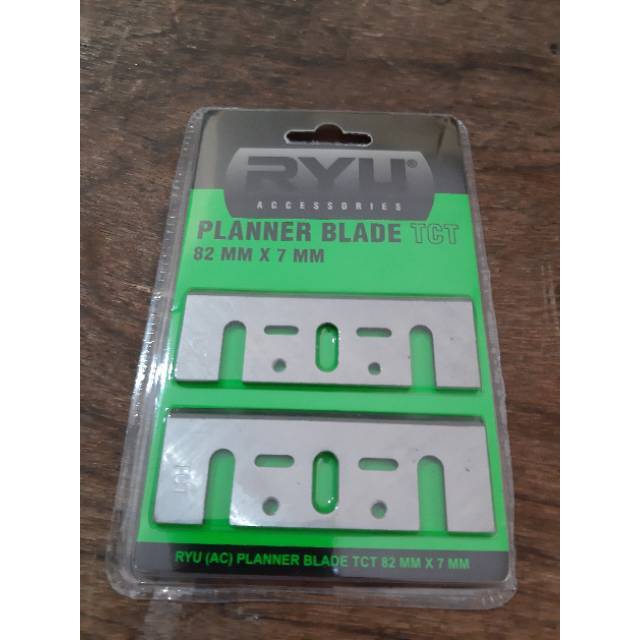 RYU®
ACCESSORIES
PLANNER BLADE TCT
82 MM X 7 MM
RYU (AC) PLANNER BLADE TCT 82 MM X 7 MM